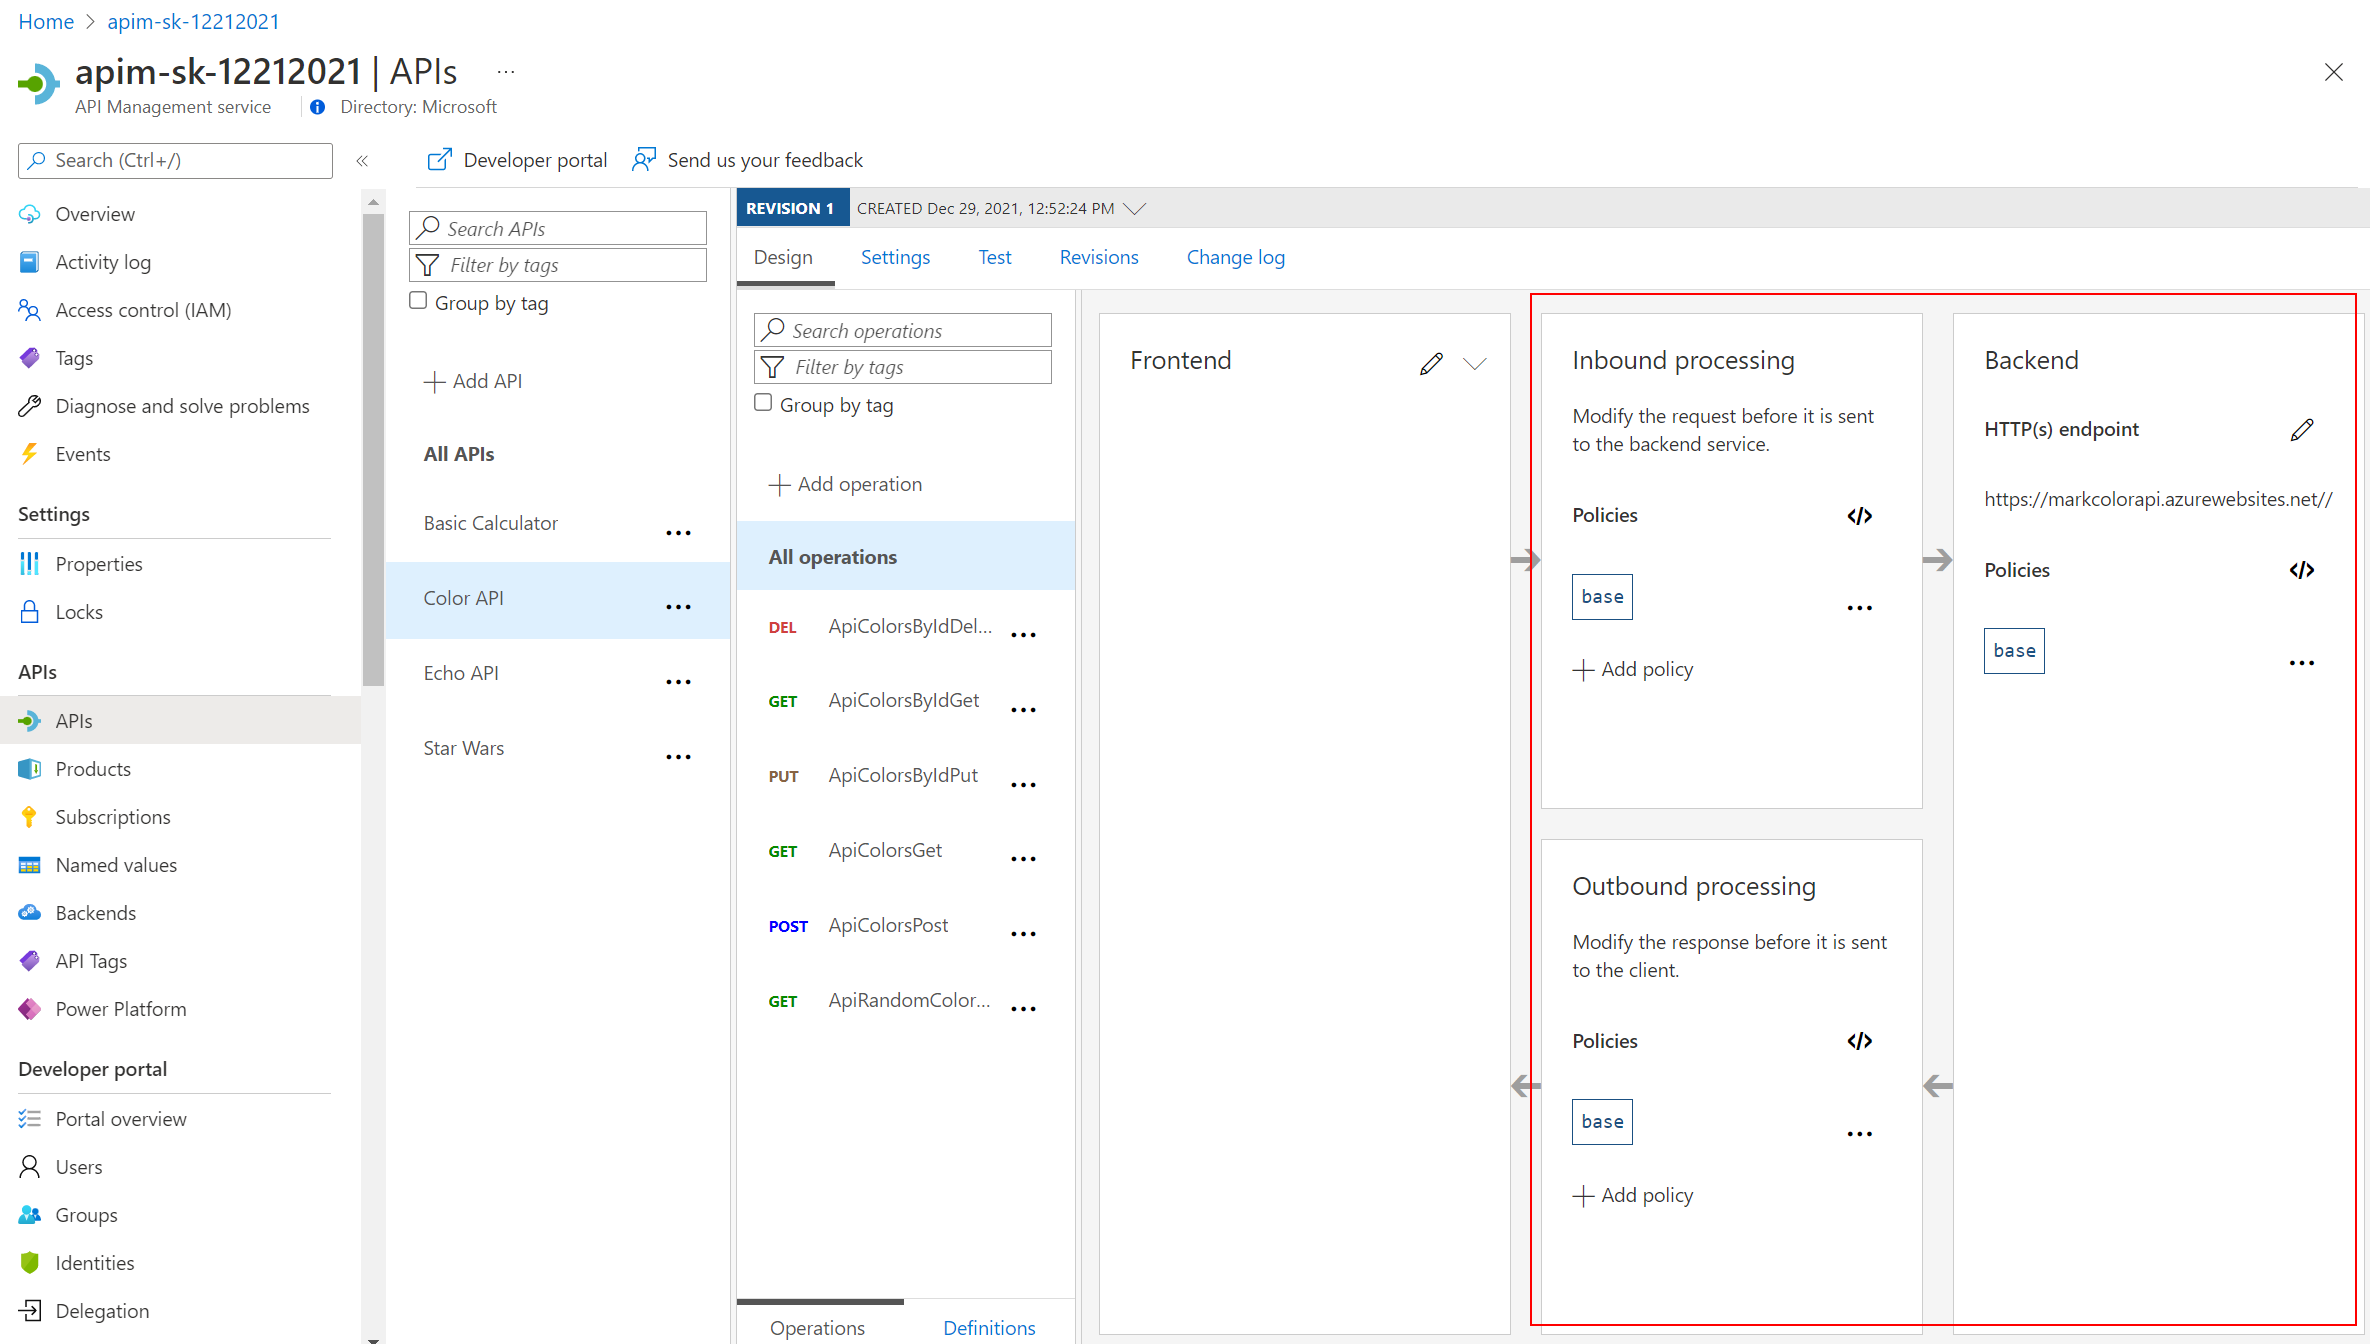 Home > apim-sk-12212021
apim-sk-12212021 | APIs ...
API Management service
Directory: Microsoft
Search (Ctrl+/)
«
Overview
Activity log
Access control (IAM)
Tags
Diagnose and solve problems
Events
Settings
Properties
Locks
APIs
APIs
Products
Subscriptions
Named values
Backends
API Tags
Power Platform
Developer portal
Portal overview
Users
Groups
Identities
Delegation
Developer portal
Send us your feedback
Search APIs
Filter by tags
Group by tag
+ Add API
All APIs
Basic Calculator ...
Color API ...
Echo API ...
Star Wars ...
REVISION 1 CREATED Dec 29, 2021, 12:52:24 PM
Design Settings Test Revisions Change log
Search operations
Filter by tags
Group by tag
+ Add operation
All operations
DEL ApiColorsByIdDel... ...
GET ApiColorsByIdGet ...
PUT ApiColorsByIdPut ...
GET ApiColorsGet ...
POST ApiColorsPost ...
GET ApiRandomColor... ...
Operations Definitions
Frontend
Inbound processing
Modify the request before it is sent
to the backend service.
Policies </>
base ...
+ Add policy
Outbound processing
Modify the response before it is sent
to the client.
Policies </>
base ...
+ Add policy
Backend
HTTP(s) endpoint
https://markcolorapi.azurewebsites.net//
Policies </>
base ...